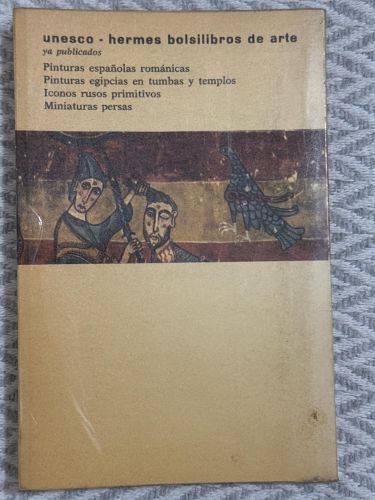 unesco - hermes bolsilibros de arte
ya publicados
Pinturas españolas románicas
Pinturas egipcias en tumbas y templos
Iconos rusos primitivos
Miniaturas persas